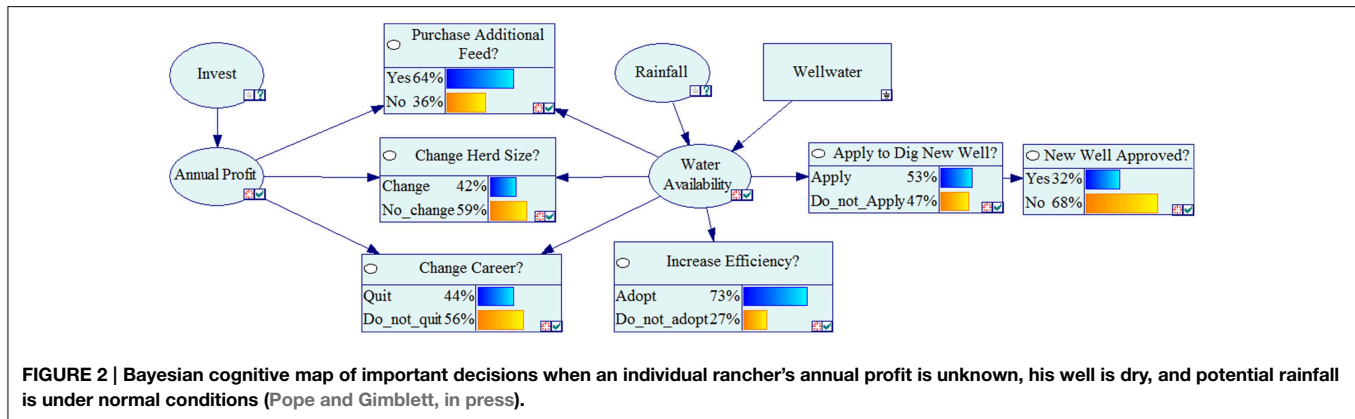 Invest
Annual Profit
Purchase Additional
Feed?
Yes 64%
No 36%
Change Herd Size?
Change 42%
No_change 59%
Change Career?
Quit 44%
Do_not_quit 56%
Rainfall
Wellwater
Water
Availability
Increase Efficiency?
Adopt 73%
Do_not_adopt 27%
Apply to Dig New Well?
Apply 53%
Do_not_Apply 47%
New Well Approved?
Yes 32%
No 68%
FIGURE 2 | Bayesian cognitive map of important decisions when an individual rancher's annual profit is unknown, his well is dry, and potential rainfall
is under normal conditions (Pope and Gimblett, in press).